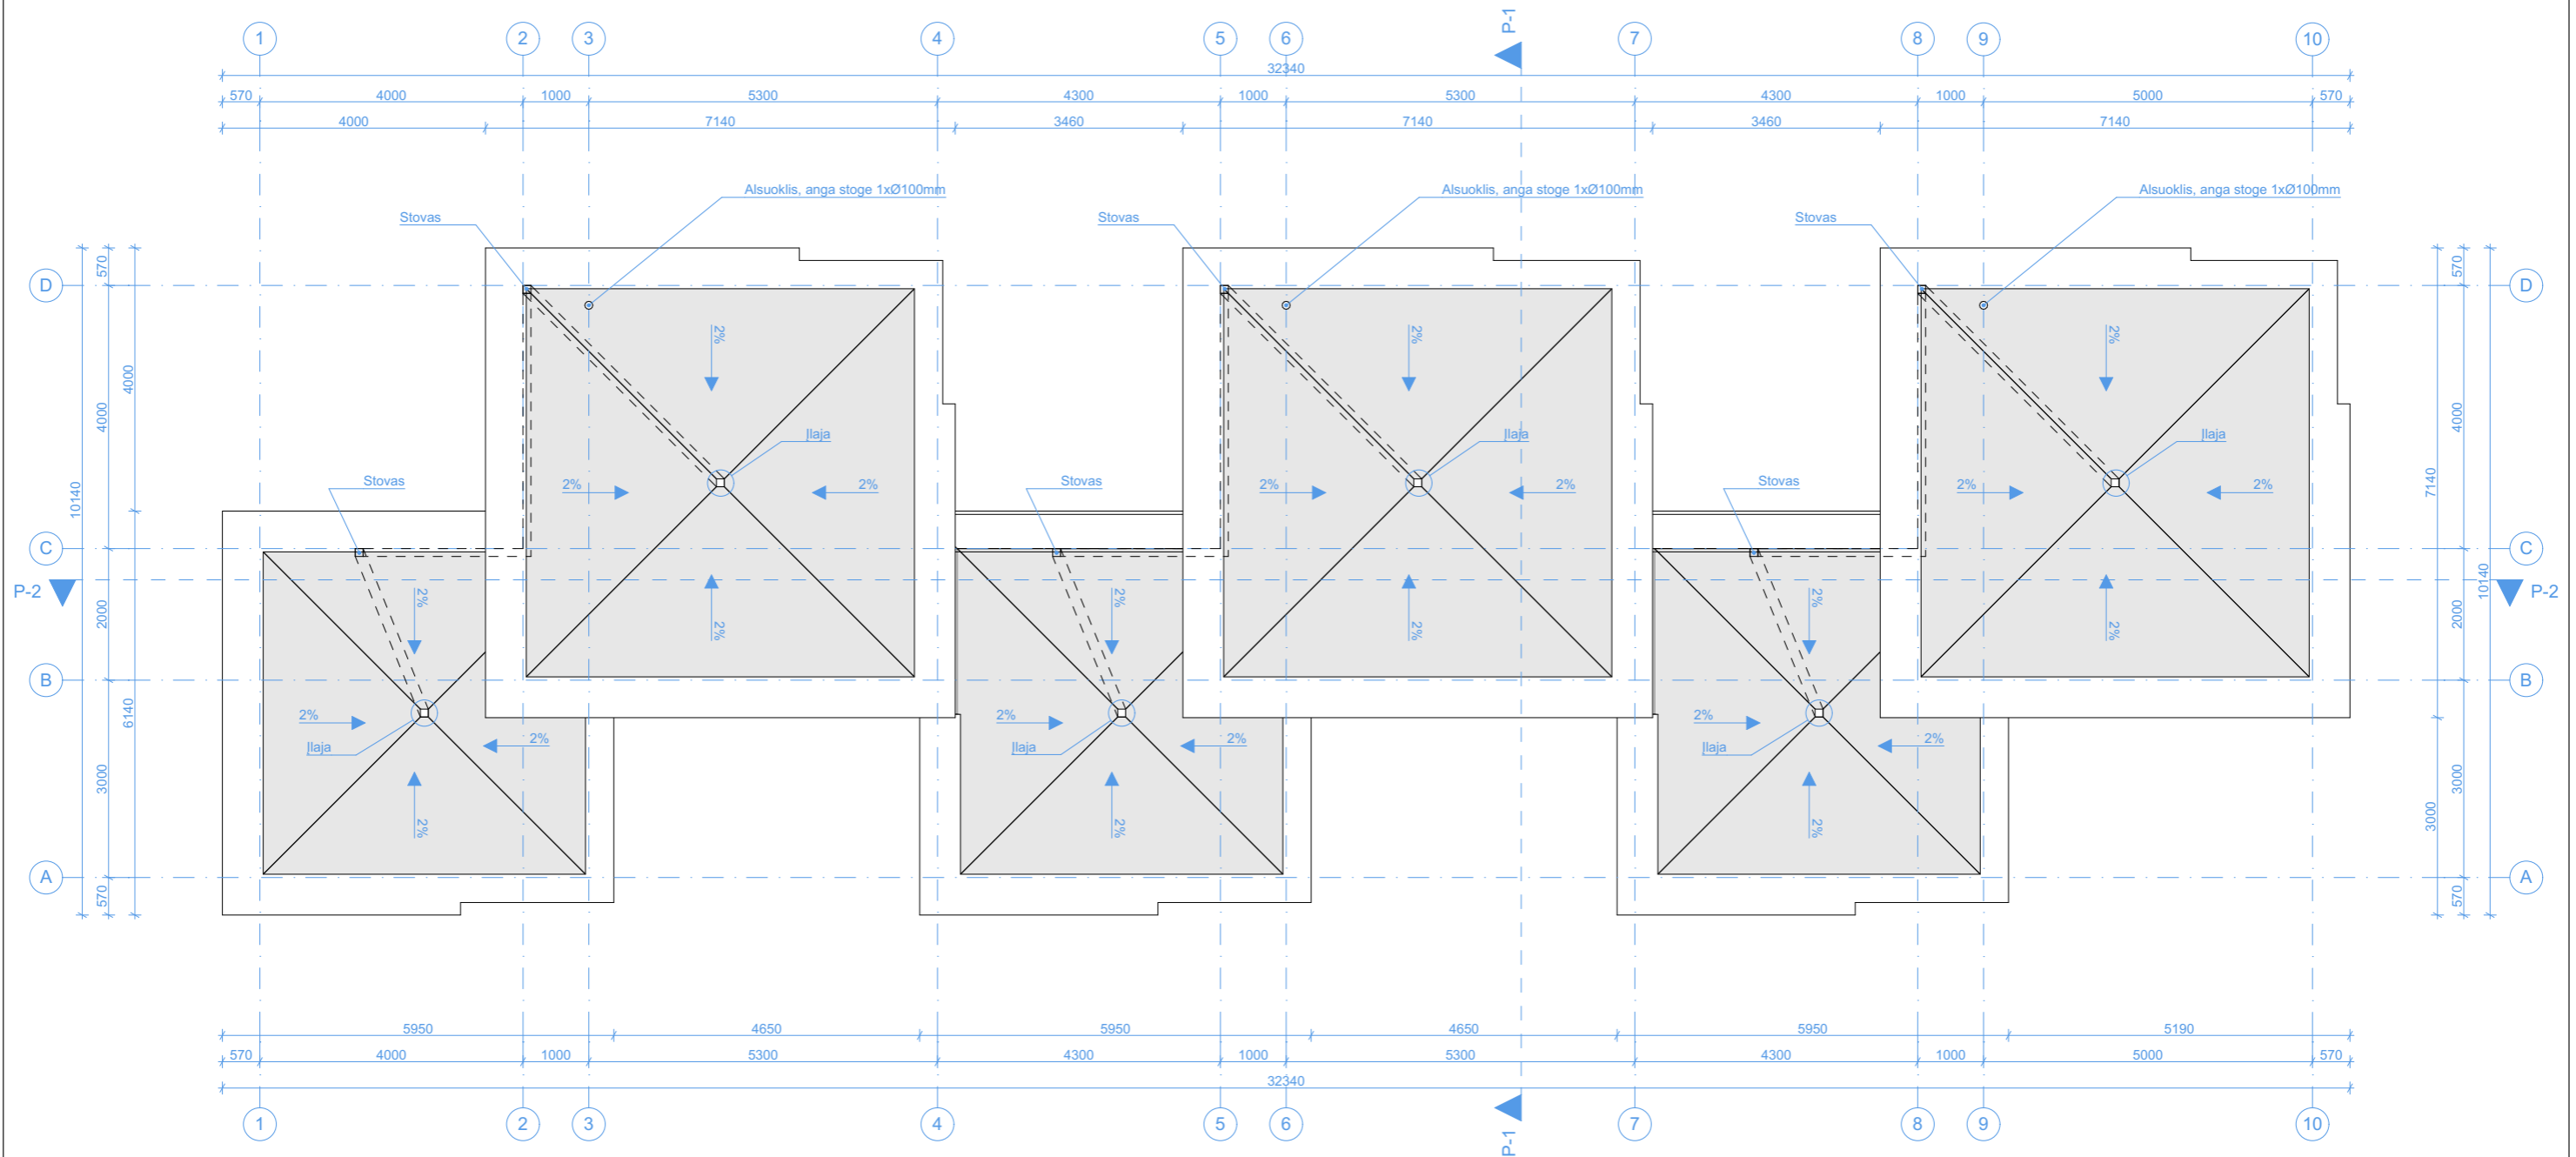 P-1
1 2 3 4 5 6 7 8 9 10
32340
570 4000 1000 5300 4300 1000 5300 4300 1000 5000 570
4000 7140 3460 7140 3460 7140
Alsuoklis, anga stoge 1xØ100mm Alsuoklis, anga stoge 1xØ100mm Alsuoklis, anga stoge 1xØ100mm
Stovas Stovas Stovas
570 570
D D
2% 2% 2%
4000 4000 4000
Įlaja Įlaja Įlaja
Stovas Stovas Stovas
2% 2% 2% 2% 2% 2%
10140 7140
C C
10140
P-2 P-2
2% 2% 2%
2000 2000
2% 2% 2%
B B
6140
2% 2% 2%
2% 2% 2%
Įlaja Įlaja Įlaja
3000 3000
3000
2% 2% 2%
A A
570 570
5950 4650 5950 4650 5950 5190
570 4000 1000 5300 4300 1000 5300 4300 1000 5000 570
32340
1 2 3 4 5 6 7 8 9 10
P-1